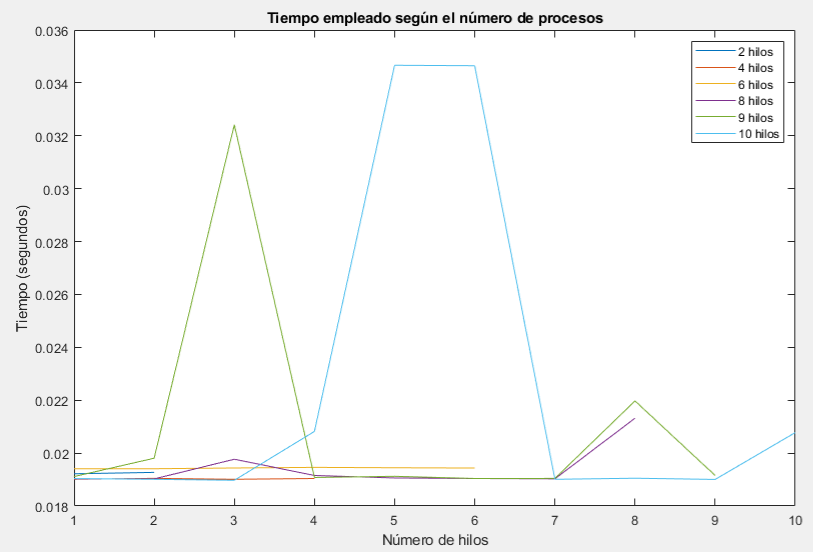 Tiempo empleado según el número de procesos
0.036
0.034
0.032
0.03
0.028
0.026
0.024
0.022
0.02
0.018
Tiempo (segundos)
2 hilos
4 hilos
6 hilos
8 hilos
9 hilos
10 hilos
1 2 3 4 5 6 7 8 9 10
Número de hilos